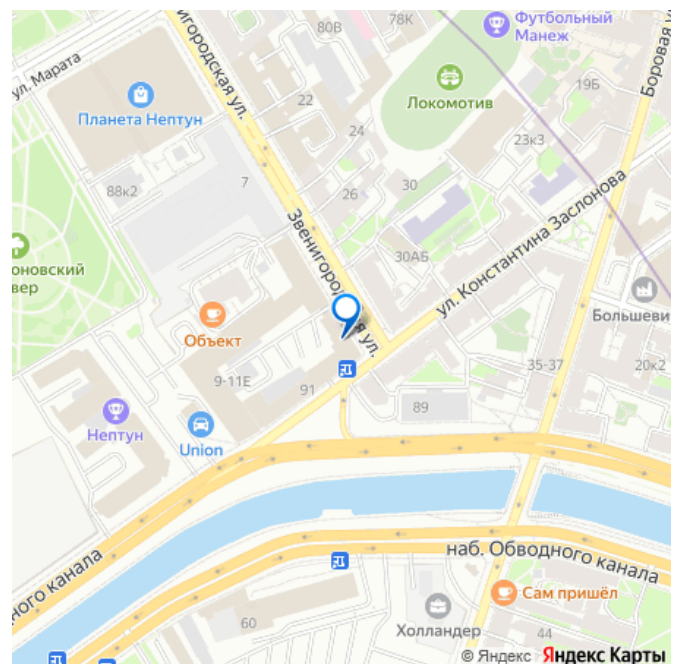 80В
78К
Футбольный
Манеж
Боровая у
ул. Марата
Звенигородская ул.
Планета Нептун
22
Локомотив
19Б
24
23к3
7
88к2
26
30
Звенигородская ул.
30АБ
ул. Константина Заслонова
оновский
вер
Объект
Большеви
9-11Е
91
35-37
20к2
89
Нептун
Union
дного канала
наб. Обводного канала
Сам пришёл
60
Холландер
44
© Яндекс Яндекс Карты